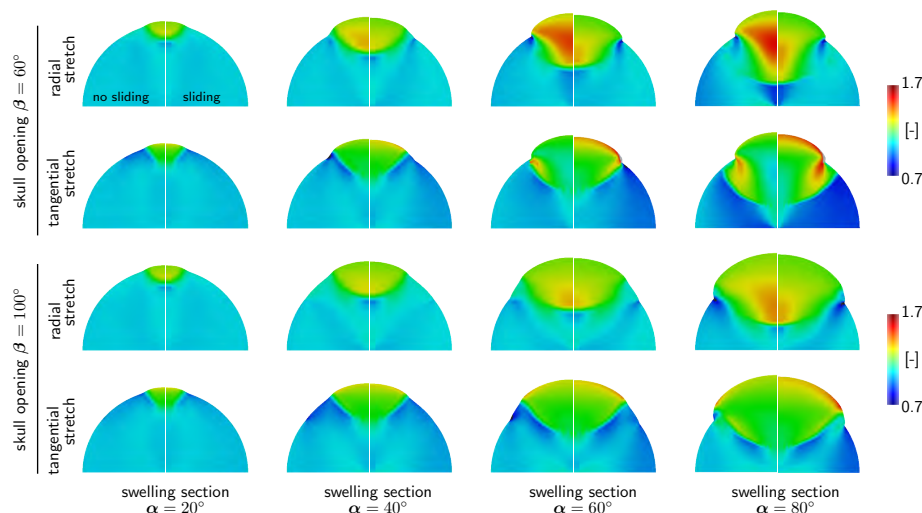 skull opening β = 60°
radial
stretch
no sliding
sliding
tangential
stretch
1.7
[-]
0.7
skull opening β = 100°
radial
stretch
tangential
stretch
1.7
[-]
0.7
swelling section
α = 20°
swelling section
α = 40°
swelling section
α = 60°
swelling section
α = 80°